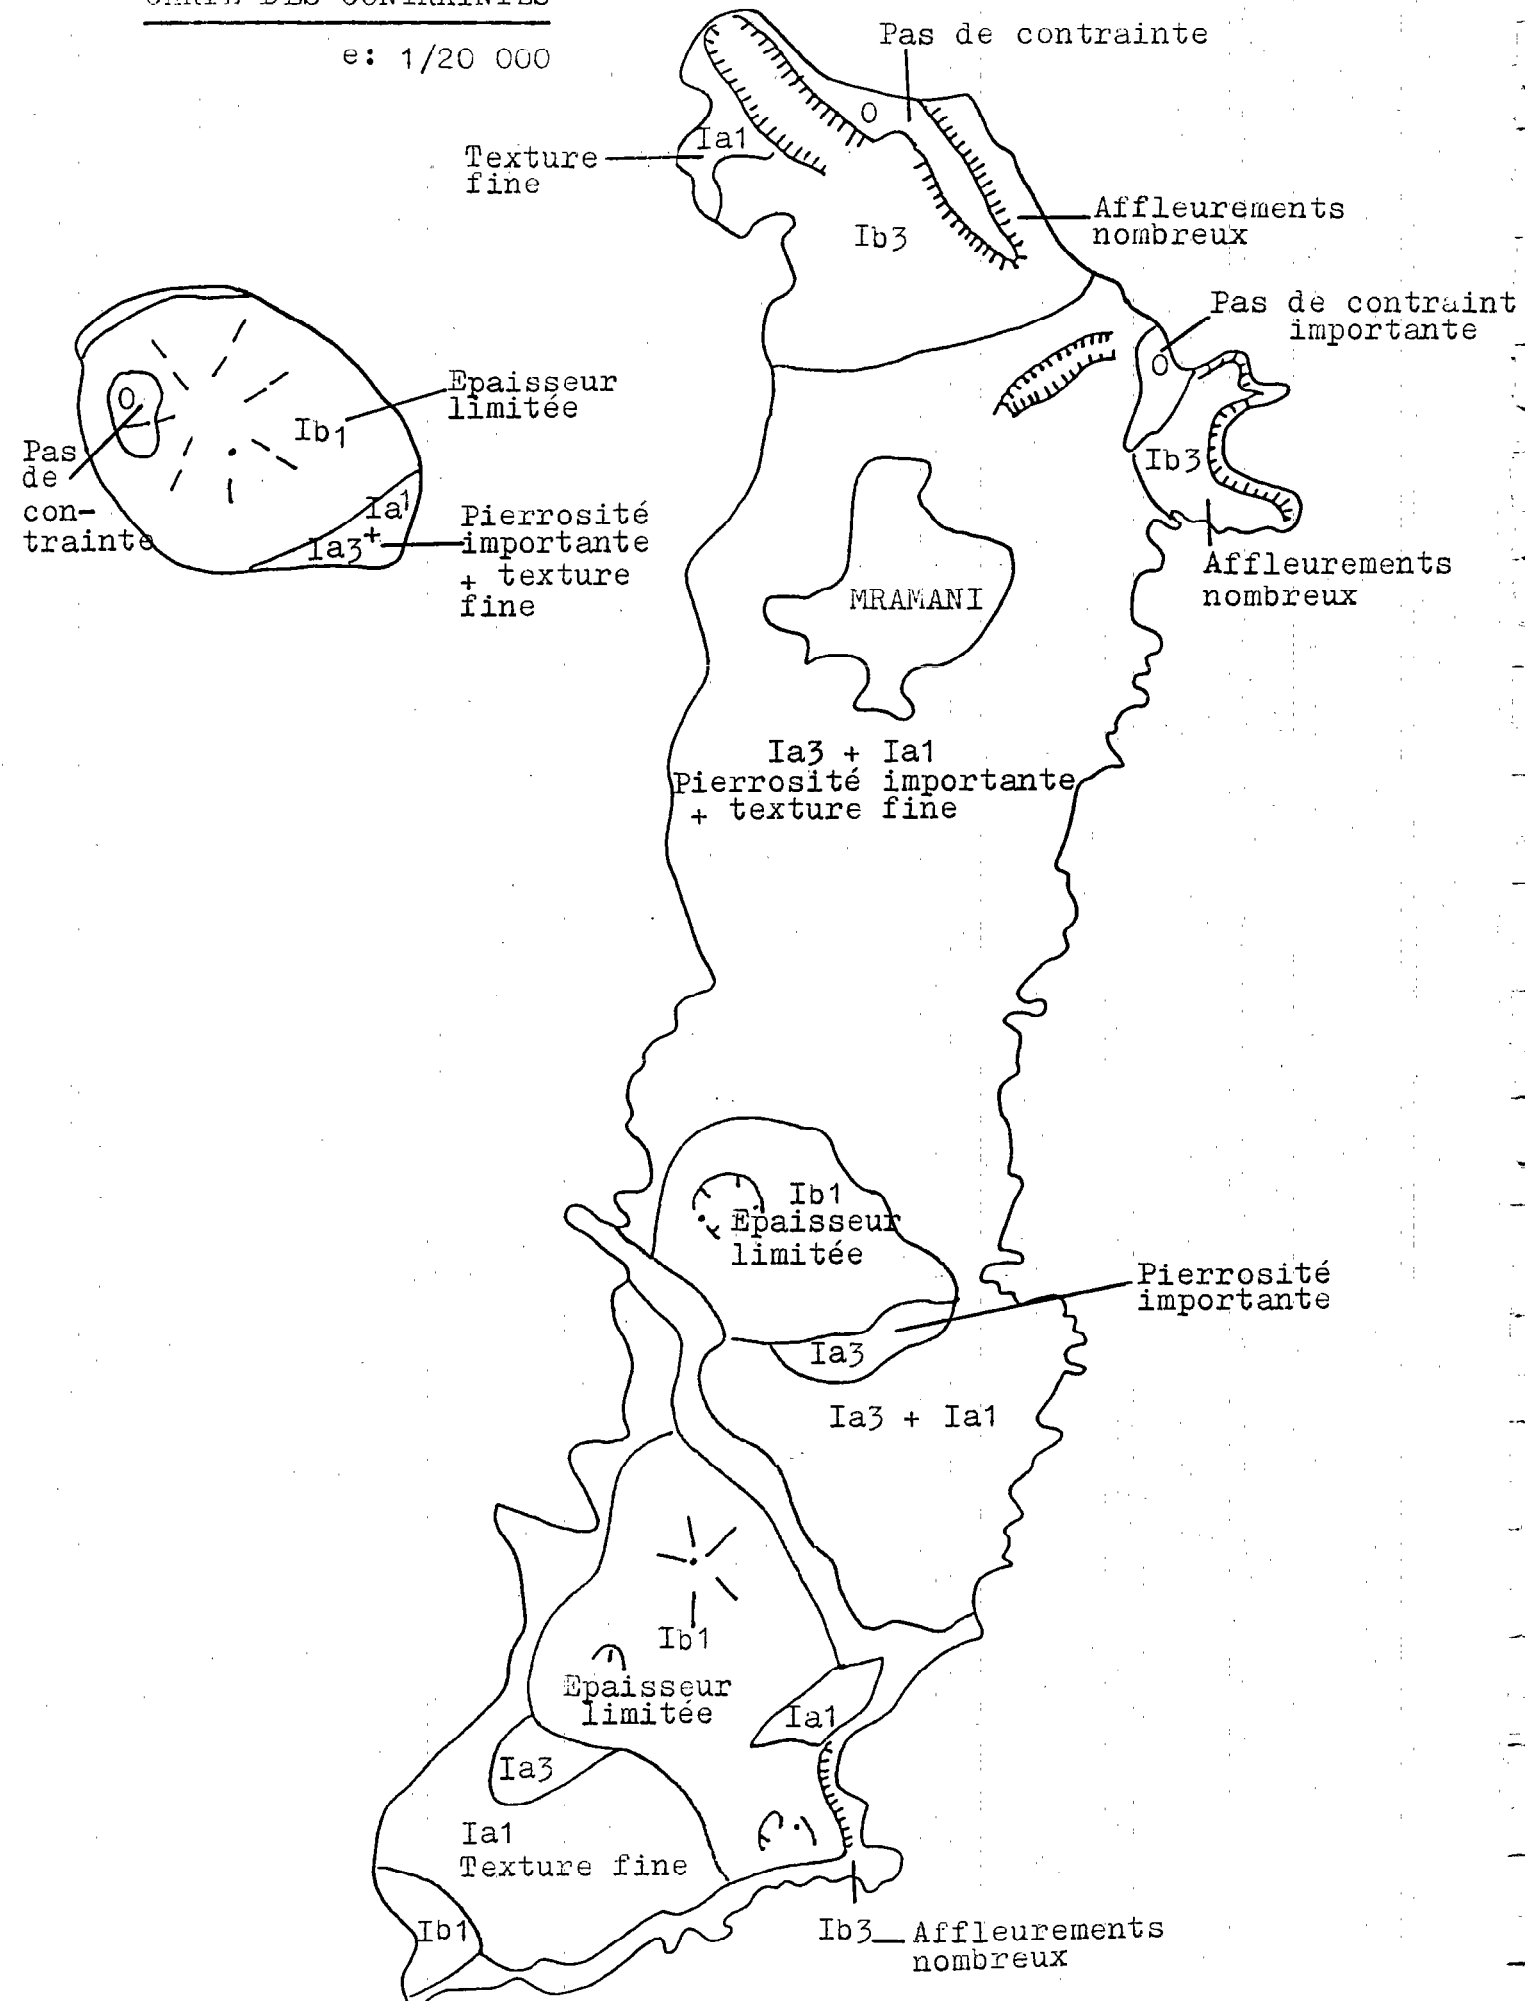 CARTE DES CONTRAINTES
e: 1/20 000
Pas de contrainte
O
Ia1
Texture
fine
Ib3
Affleurements
nombreux
Pas de contraint
importante
O
Ib3
Affleurements
nombreux
Epaisseur
limitée
O
Ib1
Pas
de
con-
trainte
Ia1
+
Ia3
Pierrosité
importante
+ texture
fine
MRAMANI
Ia3 + Ia1
Pierrosité importante
+ texture fine
Ib1
Epaisseur
limitée
Pierrosité
importante
Ia3
Ia3 + Ia1
Ib1
Epaisseur
limitée
Ia1
Ia3
Ia1
Texture fine
Ib1
Ib3 Affleurements
nombreux